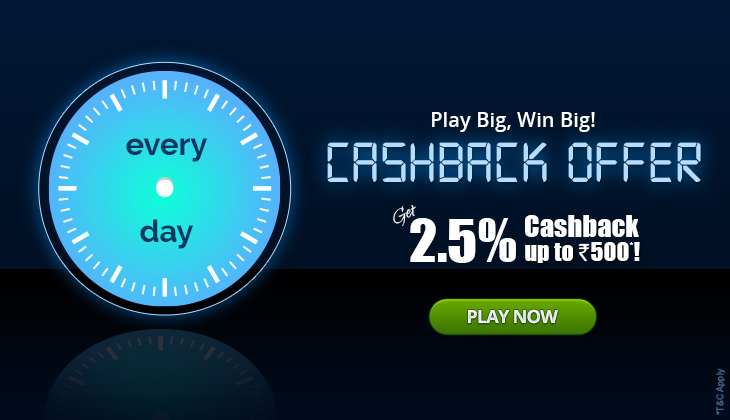 every
day
Play Big, Win Big!
CASHBACK OFFER
Get
2.5% Cashback
up to ₹500*!
PLAY NOW
*T&C Apply